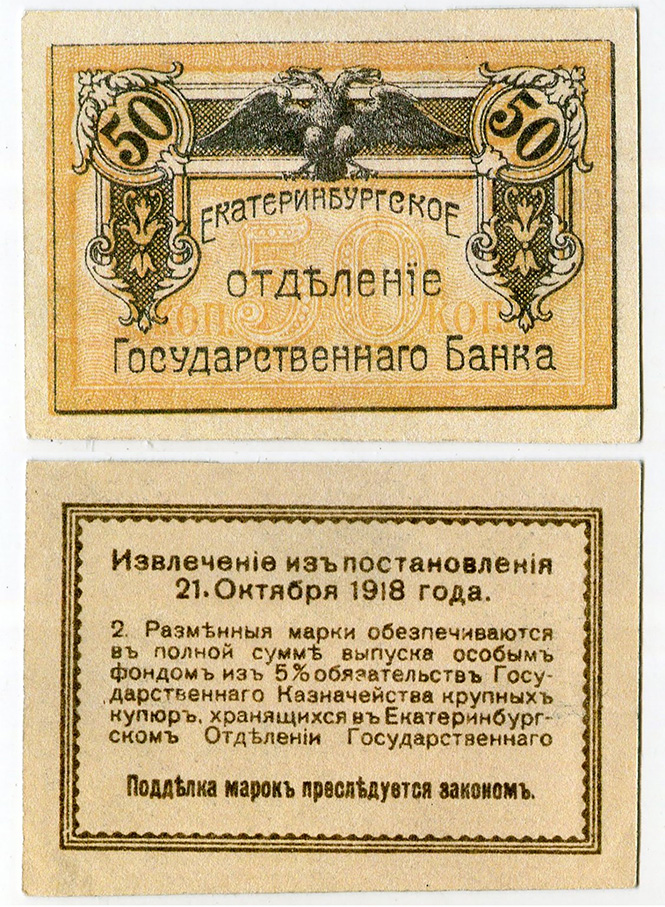 50 50
Екатеринбургское
отдѣленіе
50
коп. коп.
Государственнаго Банка
Извлеченіе изъ постановленія
21. Октября 1918 года.
2. Размѣнныя марки обезпечиваются
въ полной суммѣ выпуска особымъ
фондомъ изъ 5% обязательствъ Госу-
дарственнаго Казначейства крупныхъ
купюръ, хранящихся въ Екатеринбург-
скомъ Отдѣленіи Государственнаго
Поддѣлка марокъ преслѣдуется закономъ.